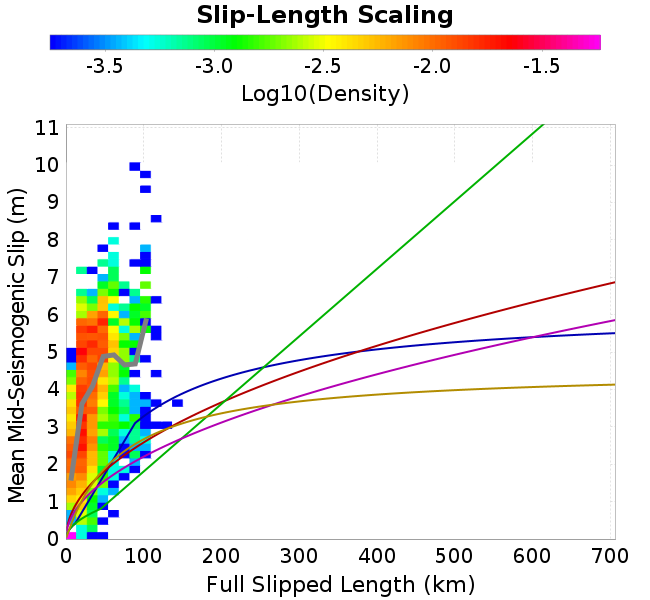 Slip-Length Scaling
-3.5 -3.0 -2.5 -2.0 -1.5
Log10(Density)
11
10
9
8
7
6
5
4
3
2
1
0
Mean Mid-Seismogenic Slip (m)
0 100 200 300 400 500 600 700
Full Slipped Length (km)